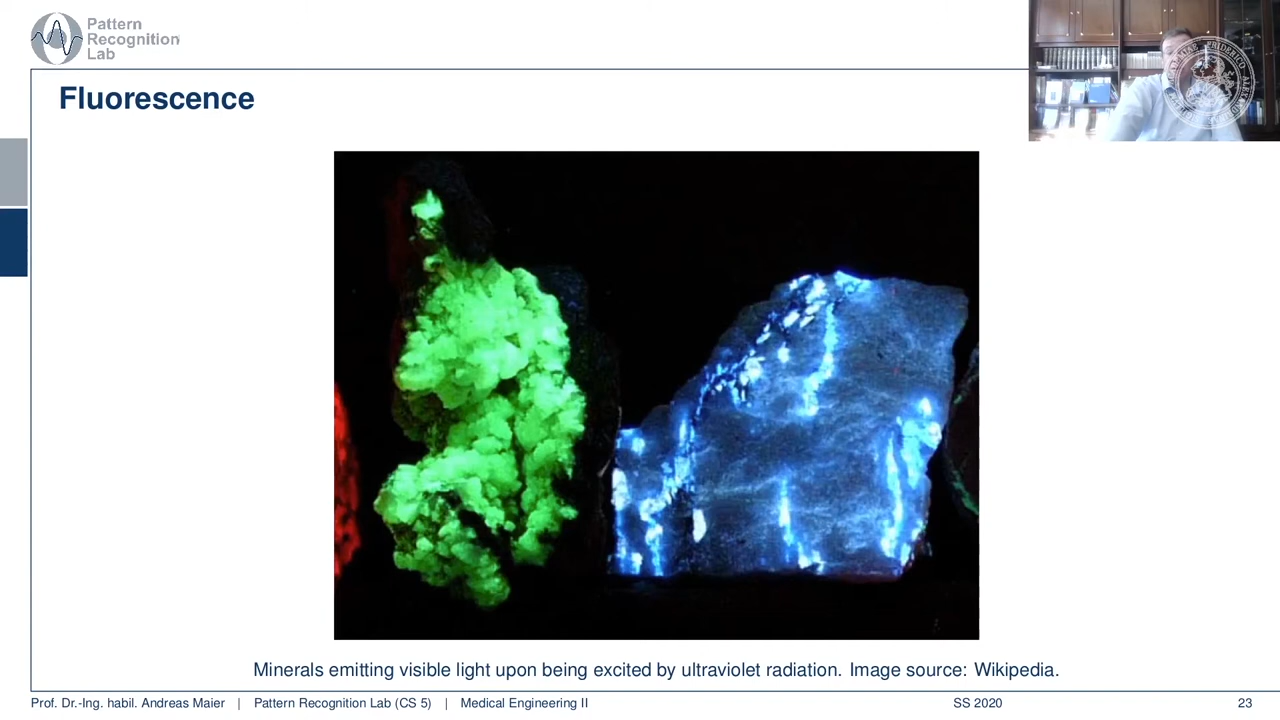 Pattern
Recognition
Lab
Fluorescence
Minerals emitting visible light upon being excited by ultraviolet radiation. Image source: Wikipedia.
Prof. Dr.-Ing. habil. Andreas Maier | Pattern Recognition Lab (CS 5) | Medical Engineering II SS 2020 23